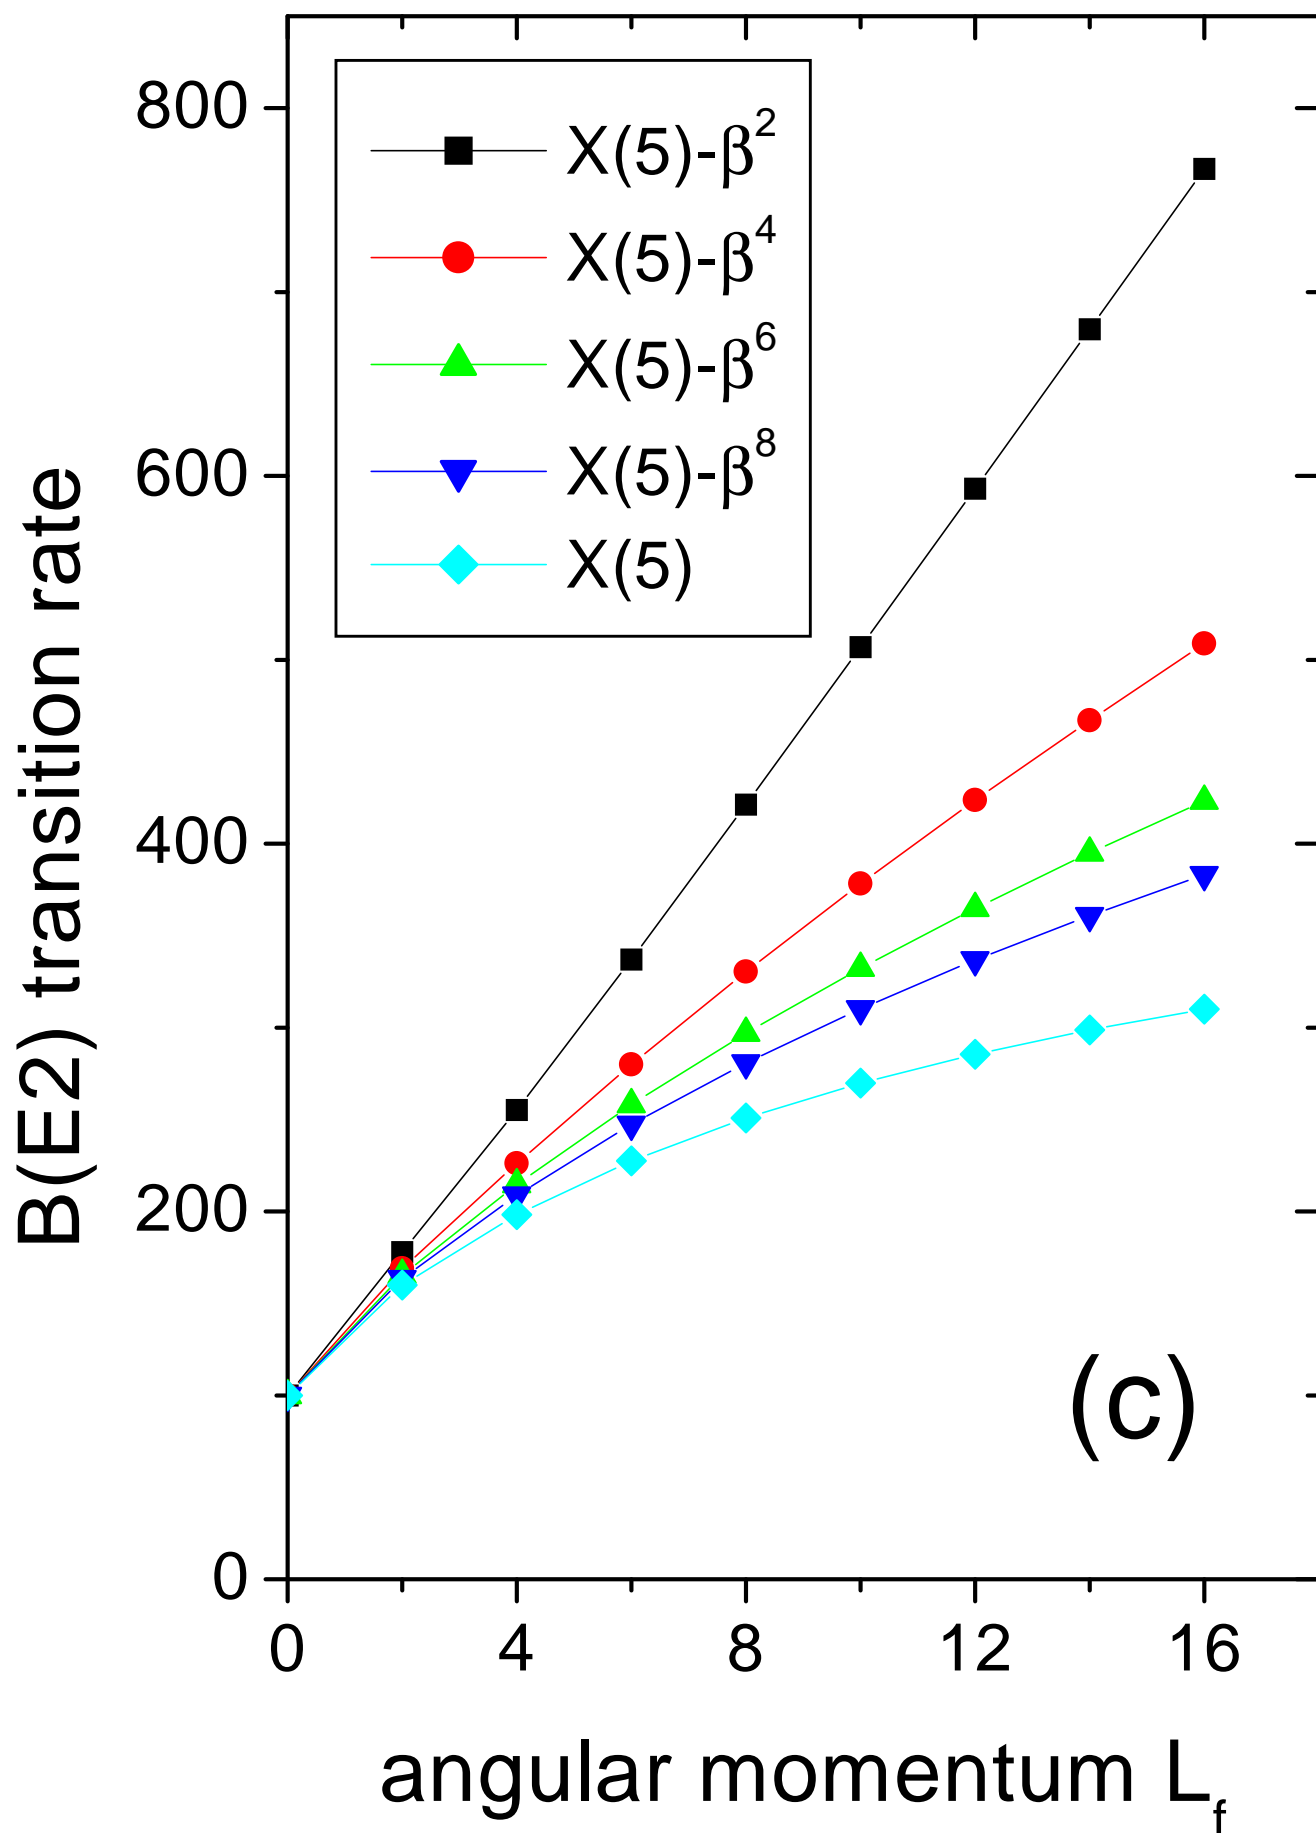 800
600
400
200
0
B(E2) transition rate
X(5)-β²
X(5)-β⁴
X(5)-β⁶
X(5)-β⁸
X(5)
(c)
0 4 8 12 16
angular momentum L_f